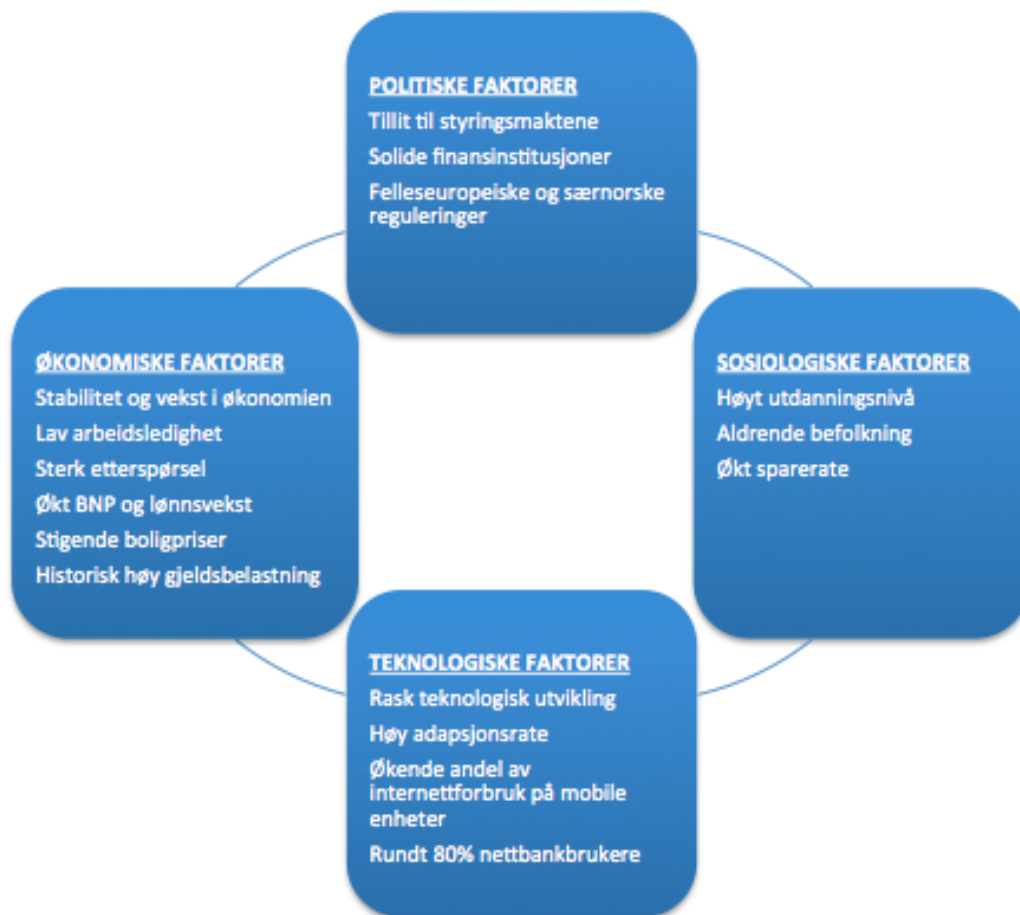 POLITISKE FAKTORER
Tillit til styringsmaktene
Solide finansinstitusjoner
Felleseuropeiske og særnorske
reguleringer
ØKONOMISKE FAKTORER
Stabilitet og vekst i økonomien
Lav arbeidsledighet
Sterk etterspørsel
Økt BNP og lønnsvekst
Stigende boligpriser
Historisk høy gjeldsbelastning
SOSIOLOGISKE FAKTORER
Høyt utdanningsnivå
Aldrende befolkning
Økt sparerate
TEKNOLOGISKE FAKTORER
Rask teknologisk utvikling
Høy adapsjonsrate
Økende andel av
internettforbruk på mobile
enheter
Rundt 80% nettbankbrukere